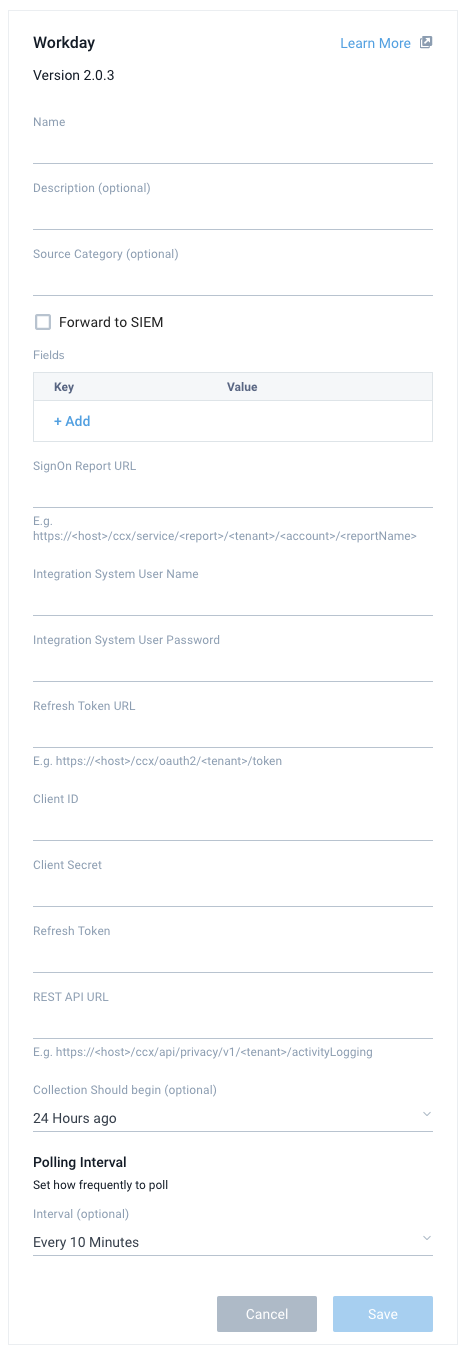 Workday
Learn More
Version 2.0.3
Name
Description (optional)
Source Category (optional)
Forward to SIEM
Fields
Key Value
+ Add
SignOn Report URL
E.g.
https://<host>/ccx/service/<report>/<tenant>/<account>/<reportName>
Integration System User Name
Integration System User Password
Refresh Token URL
E.g. https://<host>/ccx/oauth2/<tenant>/token
Client ID
Client Secret
Refresh Token
REST API URL
E.g. https://<host>/ccx/api/privacy/v1/<tenant>/activityLogging
Collection Should begin (optional)
24 Hours ago
Polling Interval
Set how frequently to poll
Interval (optional)
Every 10 Minutes
Cancel Save